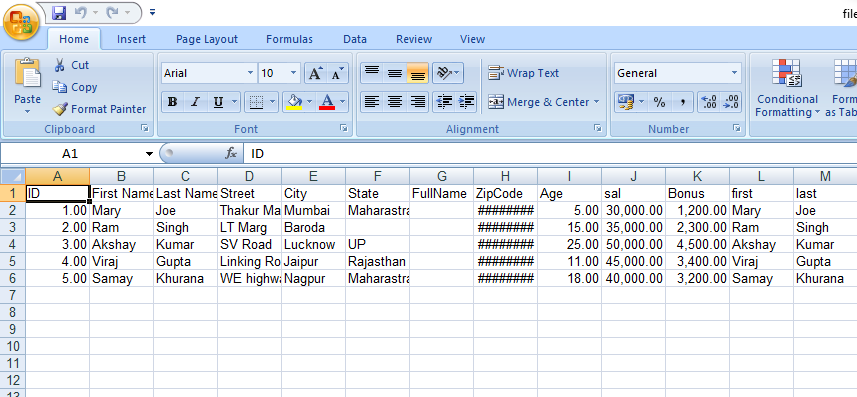 file
Home Insert Page Layout Formulas Data Review View
Paste Cut Copy Format Painter Clipboard
Arial 10 A A B I U A Font
Wrap Text Merge & Center Alignment
General % , .00 .0 Number
Conditional Formatting Form as Tab
A1 fx ID
A B C D E F G H I J K L M
1 ID First Name Last Name Street City State FullName ZipCode Age sal Bonus first last
2 1.00 Mary Joe Thakur Ma Mumbai Maharastra ######## 5.00 30,000.00 1,200.00 Mary Joe
3 2.00 Ram Singh LT Marg Baroda ######## 15.00 35,000.00 2,300.00 Ram Singh
4 3.00 Akshay Kumar SV Road Lucknow UP ######## 25.00 50,000.00 4,500.00 Akshay Kumar
5 4.00 Viraj Gupta Linking Ro Jaipur Rajasthan ######## 11.00 45,000.00 3,400.00 Viraj Gupta
6 5.00 Samay Khurana WE highwa Nagpur Maharastra ######## 18.00 40,000.00 3,200.00 Samay Khurana
7
8
9
10
11
12
13